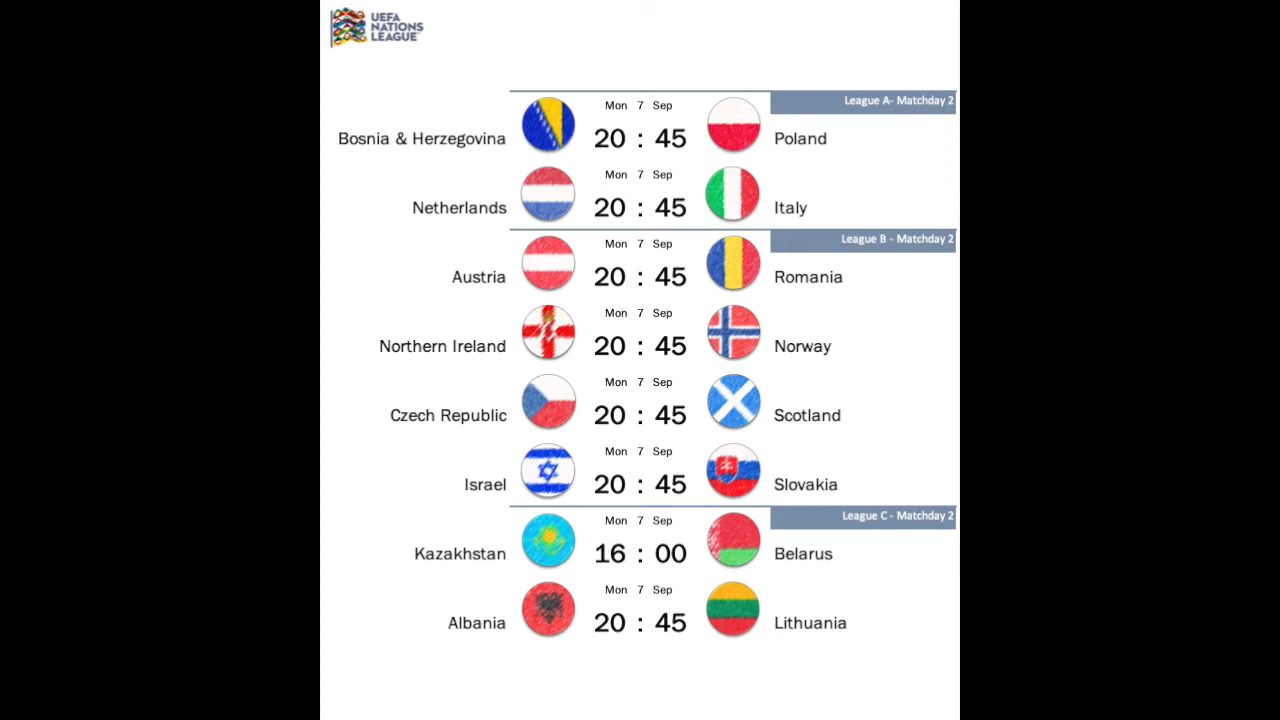 UEFA
NATIONS
LEAGUE™
League A- Matchday 2
Mon 7 Sep
Bosnia & Herzegovina 20 : 45 Poland
Mon 7 Sep
Netherlands 20 : 45 Italy
League B - Matchday 2
Mon 7 Sep
Austria 20 : 45 Romania
Mon 7 Sep
Northern Ireland 20 : 45 Norway
Mon 7 Sep
Czech Republic 20 : 45 Scotland
Mon 7 Sep
Israel 20 : 45 Slovakia
League C - Matchday 2
Mon 7 Sep
Kazakhstan 16 : 00 Belarus
Mon 7 Sep
Albania 20 : 45 Lithuania